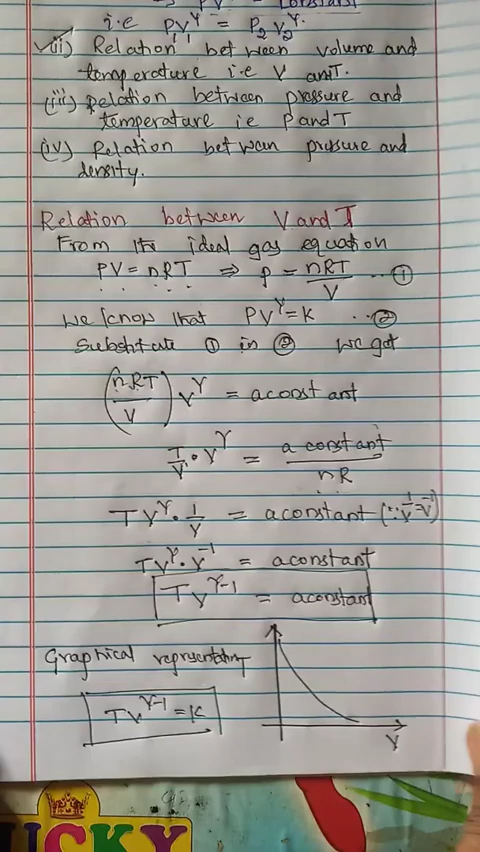 i.e P₁V₁^γ = P₂V₂^γ.
(ii) Relation between volume and
temperature i.e V and T.
(iii) Relation between pressure and
temperature i.e P and T
(iv) Relation between pressure and
density.
Relation between V and T
From the ideal gas equation
PV = nRT ⇒ P = nRT/V ... ①
We know that PV^γ = K ... ②
Substitute ① in ② we get
(nRT/V) V^γ = a constant
T/V · V^γ = a constant/nR
TV^γ · 1/V = a constant (∵ 1/V = V^-1)
TV^γ · V^-1 = a constant
TV^(γ-1) = a constant
Graphical representation
TV^(γ-1) = K
V
LUCKY